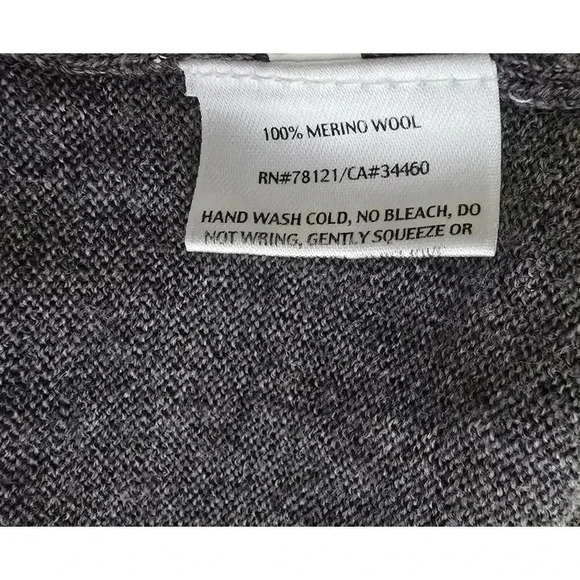 100% MERINO WOOL
RN#78121/CA#34460
HAND WASH COLD, NO BLEACH, DO
NOT WRING, GENTLY SQUEEZE OR